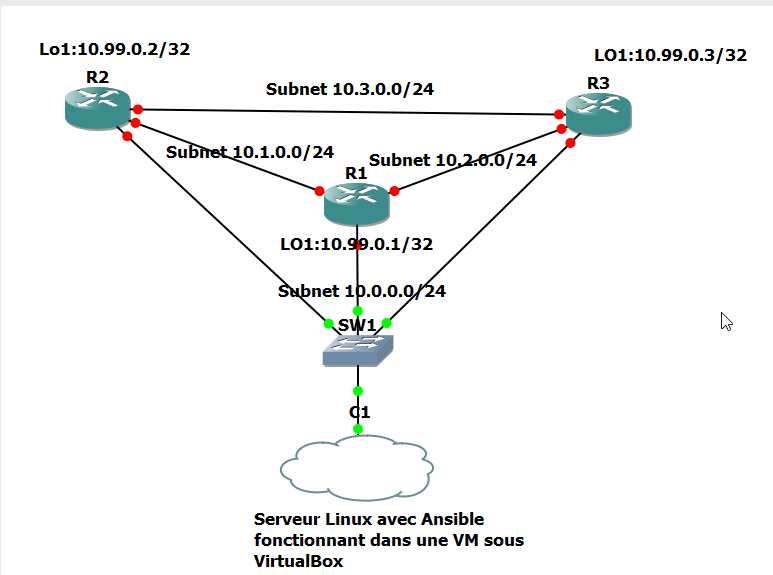 Lo1:10.99.0.2/32
LO1:10.99.0.3/32
R2
R3
Subnet 10.3.0.0/24
Subnet 10.1.0.0/24
Subnet 10.2.0.0/24
R1
LO1:10.99.0.1/32
Subnet 10.0.0.0/24
SW1
C1
Serveur Linux avec Ansible
fonctionnant dans une VM sous
VirtualBox